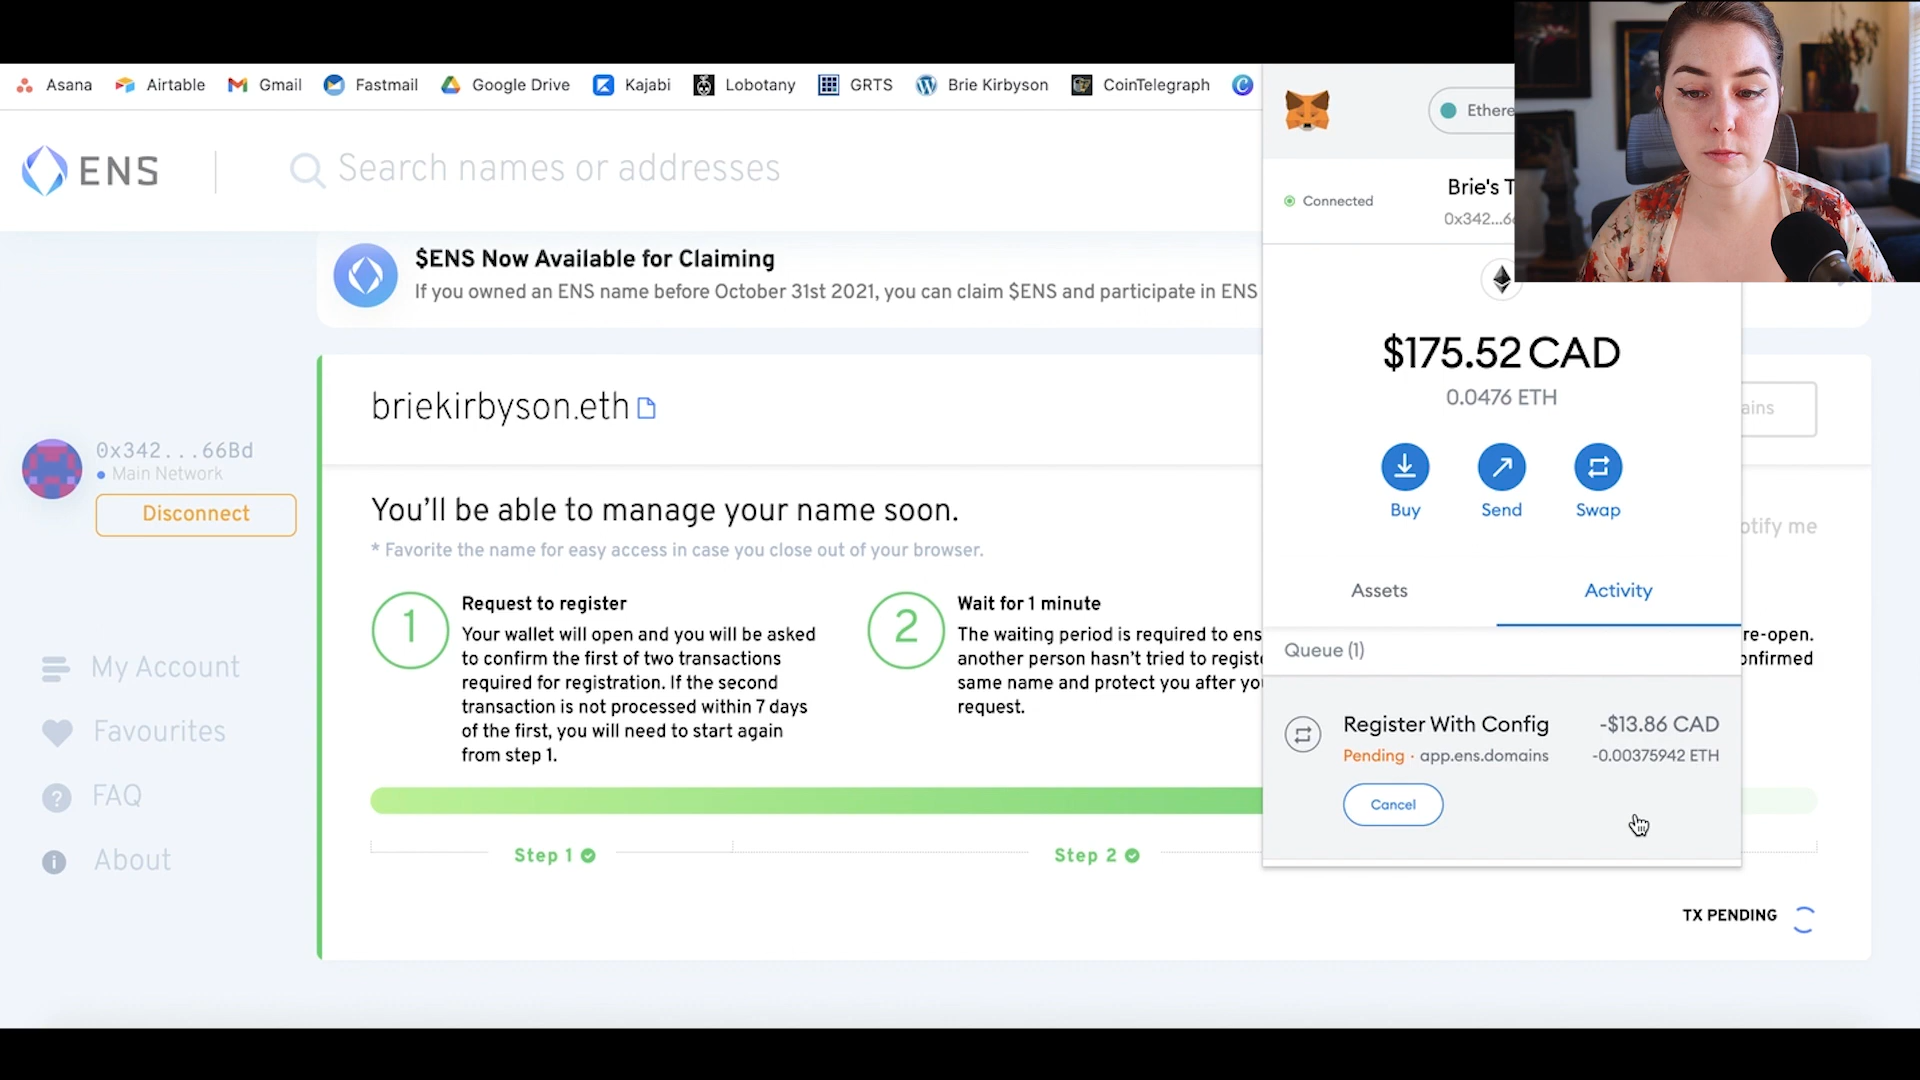 Asana Airtable Gmail Fastmail Google Drive Kajabi Lobotany GRTS Brie Kirbyson CoinTelegraph
ENS
Search names or addresses
$ENS Now Available for Claiming
If you owned an ENS name before October 31st 2021, you can claim $ENS and participate in ENS
0x342...66Bd
Main Network
Disconnect
My Account
Favourites
FAQ
About
briekirbyson.eth
You'll be able to manage your name soon.
* Favorite the name for easy access in case you close out of your browser.
otify me
1
Request to register
Your wallet will open and you will be asked
to confirm the first of two transactions
required for registration. If the second
transaction is not processed within 7 days
of the first, you will need to start again
from step 1.
2
Wait for 1 minute
The waiting period is required to ens
another person hasn't tried to registe
same name and protect you after yo
request.
re-open.
onfirmed
Step 1
Step 2
TX PENDING
Ethere
Connected
Brie's T
0x342...6
$175.52 CAD
0.0476 ETH
Buy
Send
Swap
Assets
Activity
Queue (1)
Register With Config
-$13.86 CAD
Pending · app.ens.domains
-0.00375942 ETH
Cancel